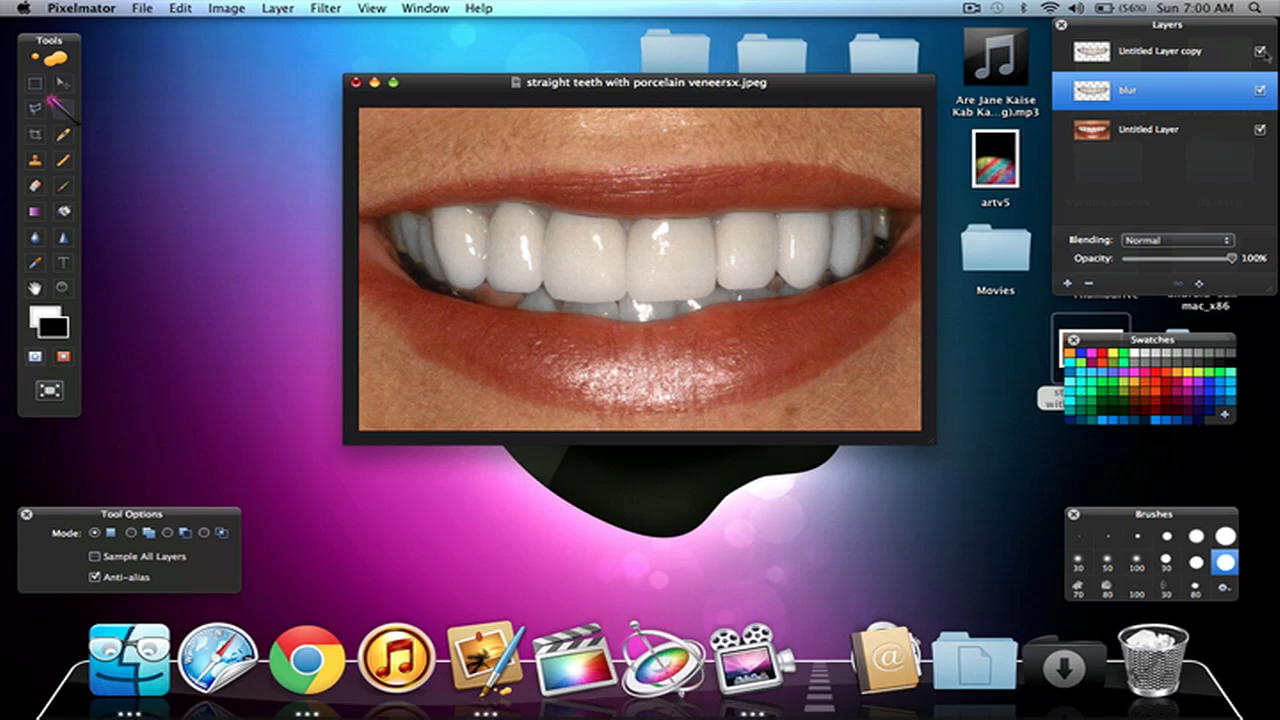 Pixelmator File Edit Image Layer Filter View Window Help
(56%) Sun 7:00 AM
Tools
straight teeth with porcelain veneersx.jpeg
Layers
Untitled Layer copy
blur
Untitled Layer
Blending: Normal
Opacity: 100%
Are Jane Kaise
Kab Ka...g).mp3
artv5
Movies
mac_x86
Swatches
Tool Options
Mode:
Sample All Layers
Anti-alias
Brushes
30 50 100 30
70 80 100 30 80